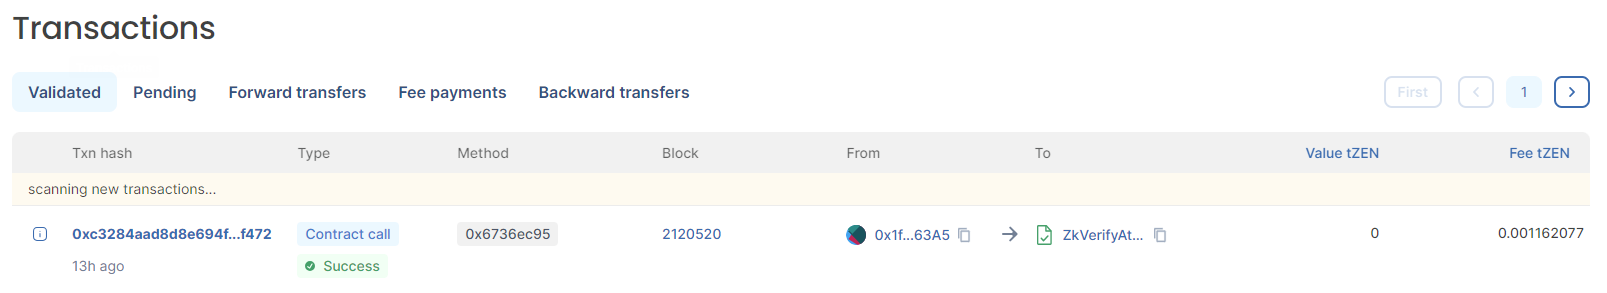 Transactions
Validated Pending Forward transfers Fee payments Backward transfers First 1
Txn hash Type Method Block From To Value tZEN Fee tZEN
scanning new transactions...
0xc3284aad8d8e694f...f472 Contract call 0x6736ec95 2120520 0x1f...63A5 ZkVerifyAt... 0 0.001162077
13h ago Success